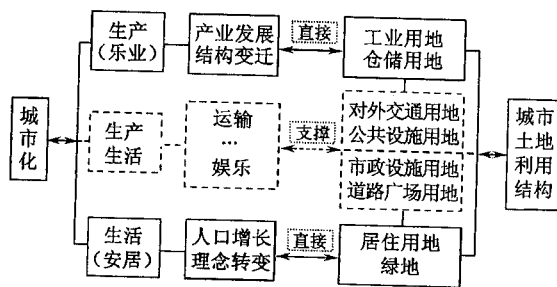 城市化
生产
（乐业）
产业发展
结构变迁
直接
工业用地
仓储用地
生产
生活
运输
…
娱乐
支撑
对外交通用地
公共设施用地
市政设施用地
道路广场用地
生活
（安居）
人口增长
理念转变
直接
居住用地
绿地
城市
土地
利用
结构